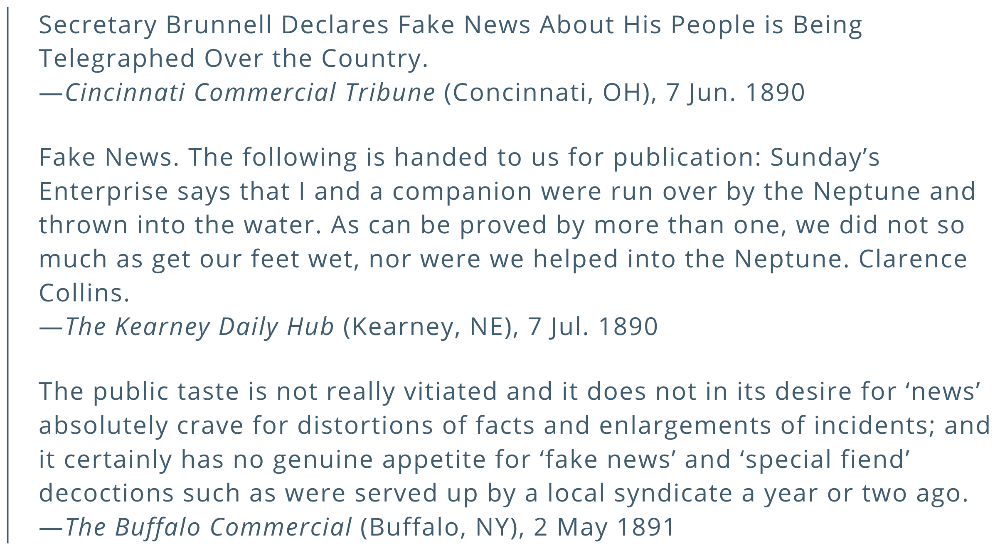 Secretary Brunnell Declares Fake News About His People is Being
Telegraphed Over the Country.
—Cincinnati Commercial Tribune (Concinnati, OH), 7 Jun. 1890
Fake News. The following is handed to us for publication: Sunday’s
Enterprise says that I and a companion were run over by the Neptune and
thrown into the water. As can be proved by more than one, we did not so
much as get our feet wet, nor were we helped into the Neptune. Clarence
Collins.
—The Kearney Daily Hub (Kearney, NE), 7 Jul. 1890
The public taste is not really vitiated and it does not in its desire for ‘news’
absolutely crave for distortions of facts and enlargements of incidents; and
it certainly has no genuine appetite for ‘fake news’ and ‘special fiend’
decoctions such as were served up by a local syndicate a year or two ago.
—The Buffalo Commercial (Buffalo, NY), 2 May 1891